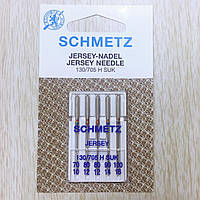 SCHMETZ
JERSEY-NADEL
JERSEY NEEDLE
130/705 H SUK
SCHMETZ
JERSEY
130/705 H SUK
70 80 80 90 100
10 12 12 14 16